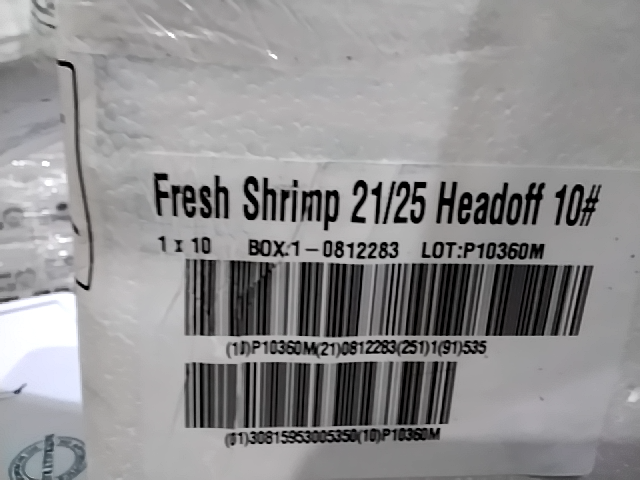 Fresh Shrimp 21/25 Headoff 10#
1 x 10 BOX:1-0812283 LOT:P10360M
(10)P10360M(21)0812283(251)1(91)535
(01)30815953005350(10)P10360M